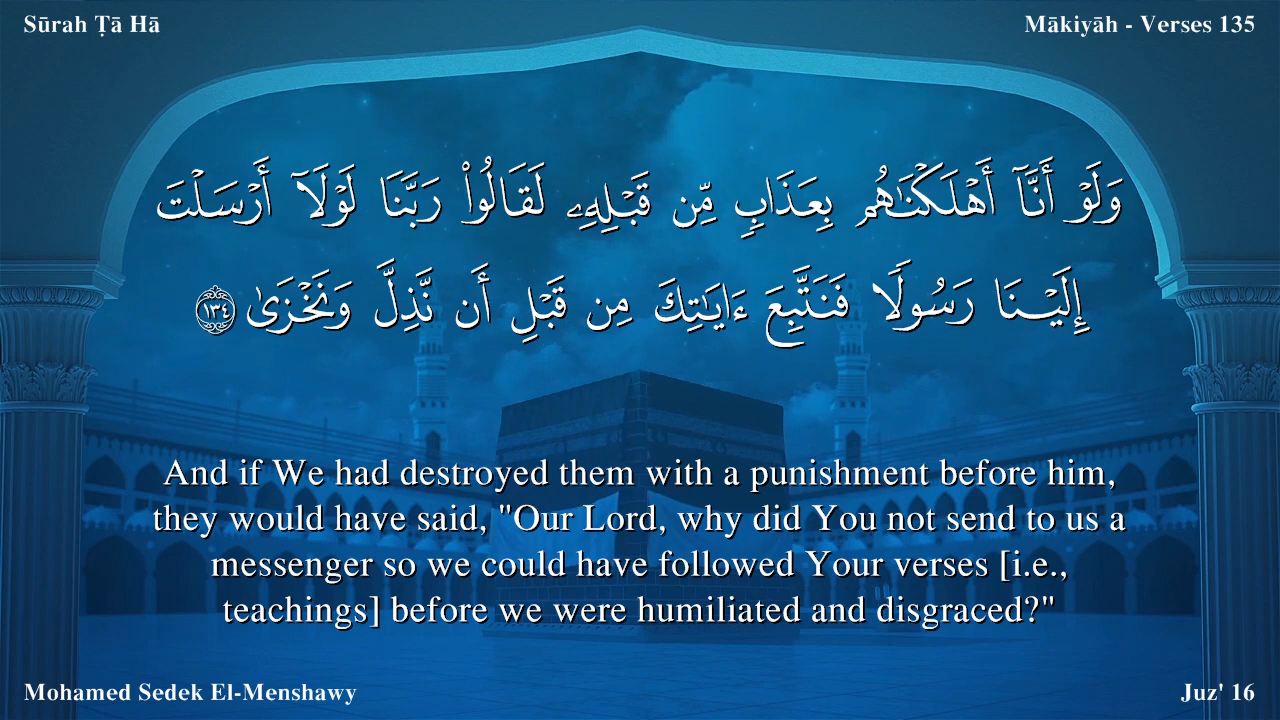 Sūrah Ṭā Hā
Mākiyāh - Verses 135
وَلَوْ أَنَّآ أَهْلَكْنَٰهُم بِعَذَابٍ مِّن قَبْلِهِۦ لَقَالُوا۟ رَبَّنَا لَوْلَآ أَرْسَلْتَ
إِلَيْنَا رَسُولًا فَنَتَّبِعَ ءَايَٰتِكَ مِن قَبْلِ أَن نَّذِلَّ وَنَخْزَىٰ ١٣٤
And if We had destroyed them with a punishment before him,
they would have said, "Our Lord, why did You not send to us a
messenger so we could have followed Your verses [i.e.,
teachings] before we were humiliated and disgraced?"
Mohamed Sedek El-Menshawy
Juz' 16